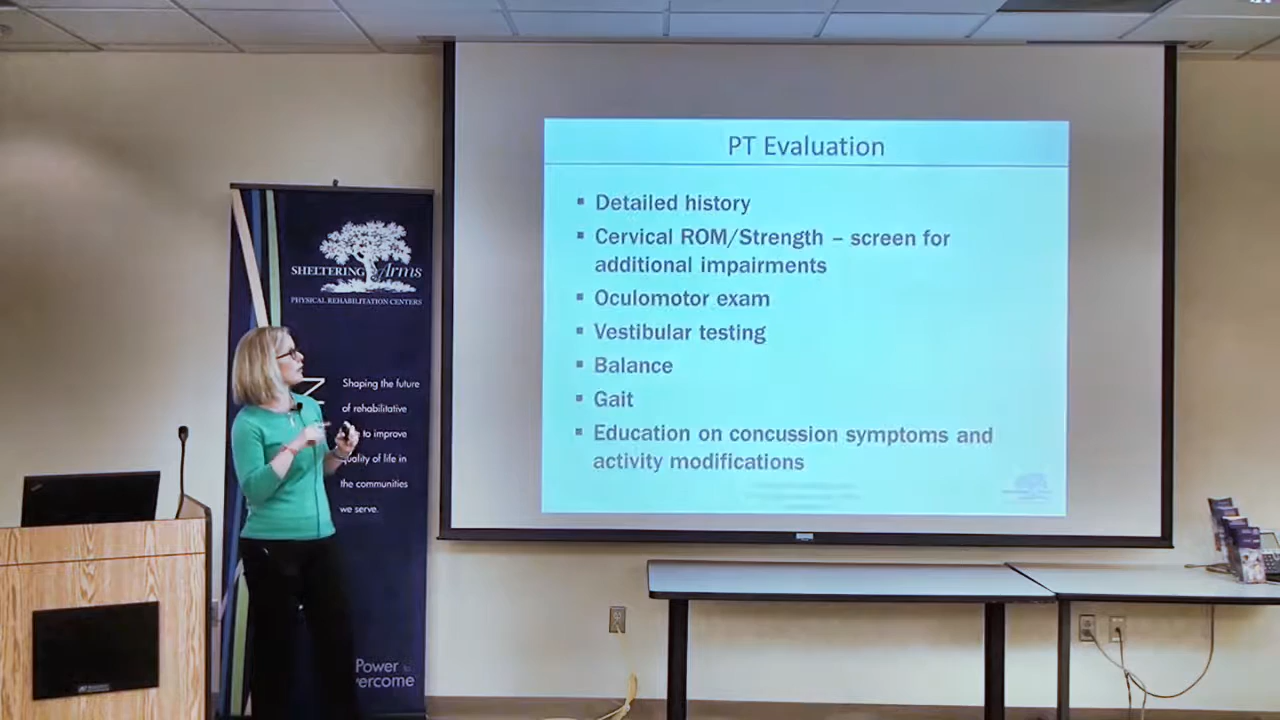 PT Evaluation
▪ Detailed history
▪ Cervical ROM/Strength – screen for
additional impairments
▪ Oculomotor exam
▪ Vestibular testing
▪ Balance
▪ Gait
▪ Education on concussion symptoms and
activity modifications
SHELTERING Arms
PHYSICAL REHABILITATION CENTERS
Shaping the future
of rehabilitative
to improve
quality of life in
the communities
we serve.
Power to